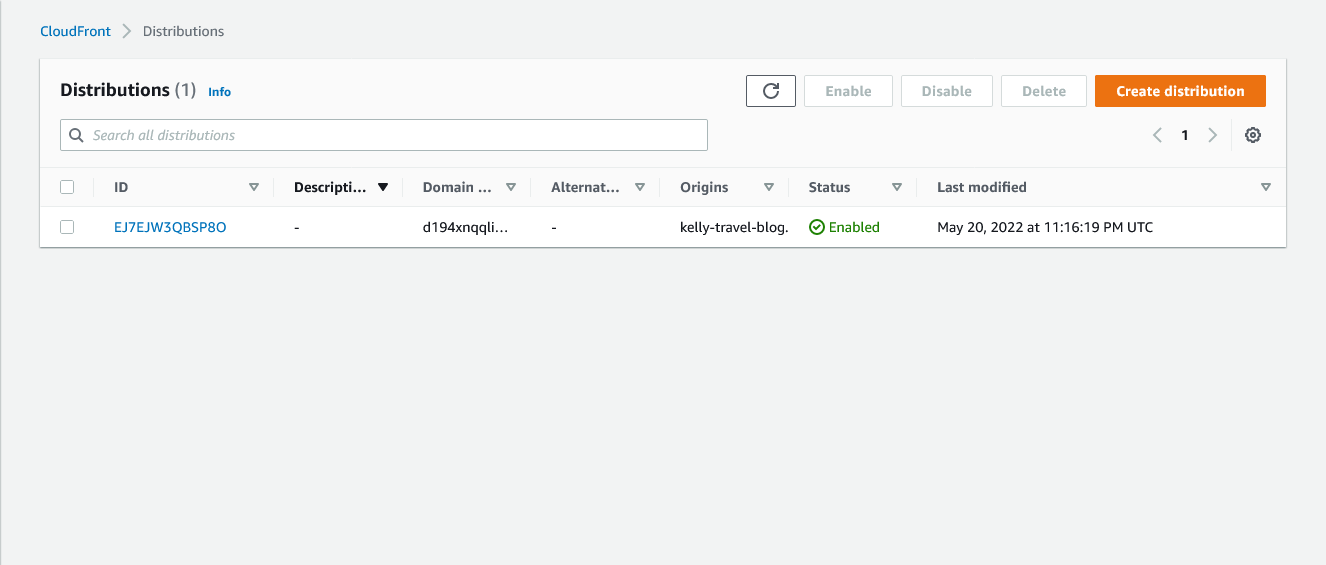 CloudFront Distributions
Distributions (1) Info
Enable Disable Delete Create distribution
Search all distributions
1
ID Descripti... Domain ... Alternat... Origins Status Last modified
EJ7EJW3QBSP8O - d194xnqqli... - kelly-travel-blog. Enabled May 20, 2022 at 11:16:19 PM UTC